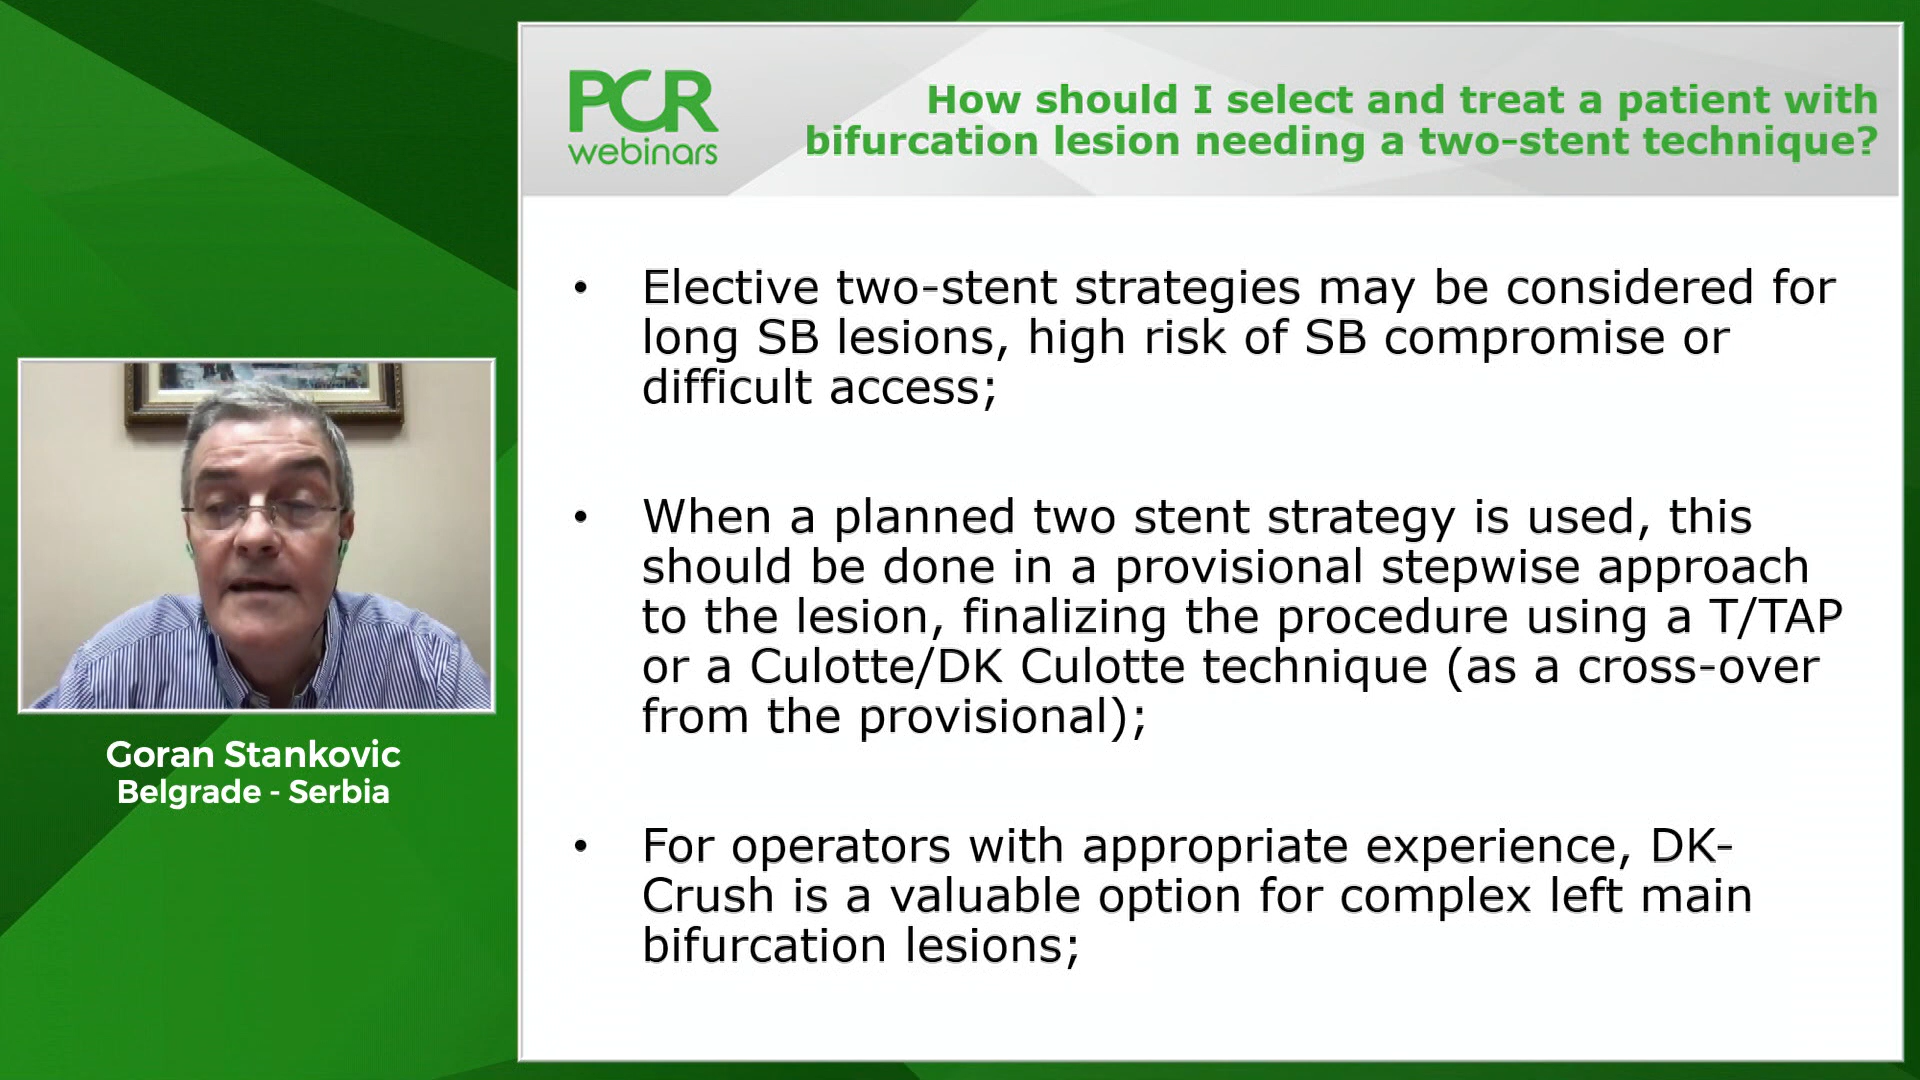 PCR
webinars
How should I select and treat a patient with
bifurcation lesion needing a two-stent technique?
• Elective two-stent strategies may be considered for
long SB lesions, high risk of SB compromise or
difficult access;
• When a planned two stent strategy is used, this
should be done in a provisional stepwise approach
to the lesion, finalizing the procedure using a T/TAP
or a Culotte/DK Culotte technique (as a cross-over
from the provisional);
• For operators with appropriate experience, DK-
Crush is a valuable option for complex left main
bifurcation lesions;
Goran Stankovic
Belgrade - Serbia